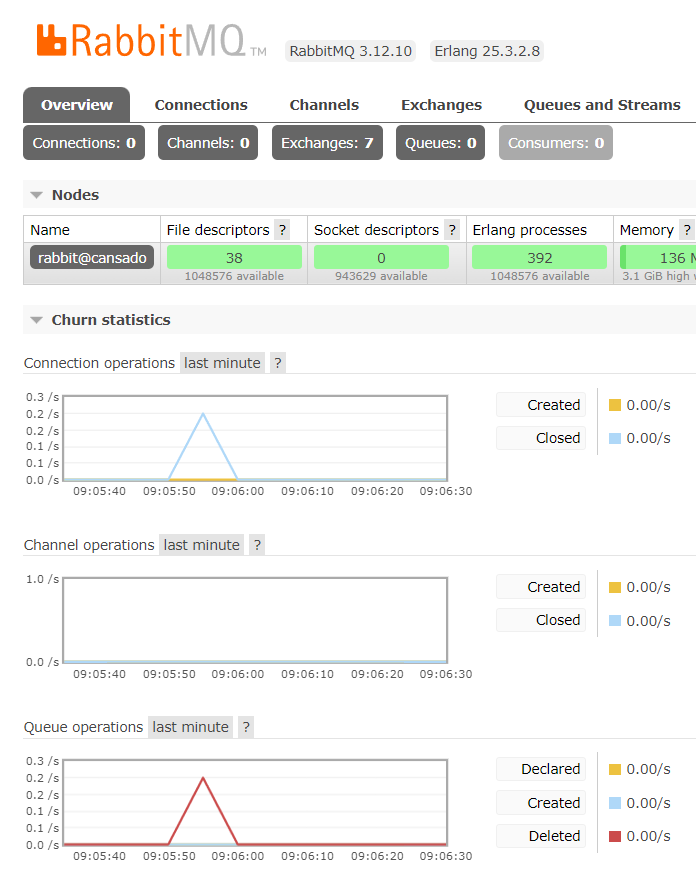 RabbitMQ TM RabbitMQ 3.12.10 Erlang 25.3.2.8
Overview Connections Channels Exchanges Queues and Streams
Connections: 0 Channels: 0 Exchanges: 7 Queues: 0 Consumers: 0
Nodes
Name File descriptors ? Socket descriptors ? Erlang processes Memory ?
rabbit@cansado 38 0 392 136
1048576 available 943629 available 1048576 available 3.1 GiB high
Churn statistics
Connection operations last minute ?
0.3 /s
0.2 /s
0.2 /s
0.1 /s
0.1 /s
0.0 /s
09:05:40 09:05:50 09:06:00 09:06:10 09:06:20 09:06:30
Created 0.00/s
Closed 0.00/s
Channel operations last minute ?
1.0 /s
0.0 /s
09:05:40 09:05:50 09:06:00 09:06:10 09:06:20 09:06:30
Created 0.00/s
Closed 0.00/s
Queue operations last minute ?
0.3 /s
0.2 /s
0.2 /s
0.1 /s
0.1 /s
0.0 /s
09:05:40 09:05:50 09:06:00 09:06:10 09:06:20 09:06:30
Declared 0.00/s
Created 0.00/s
Deleted 0.00/s